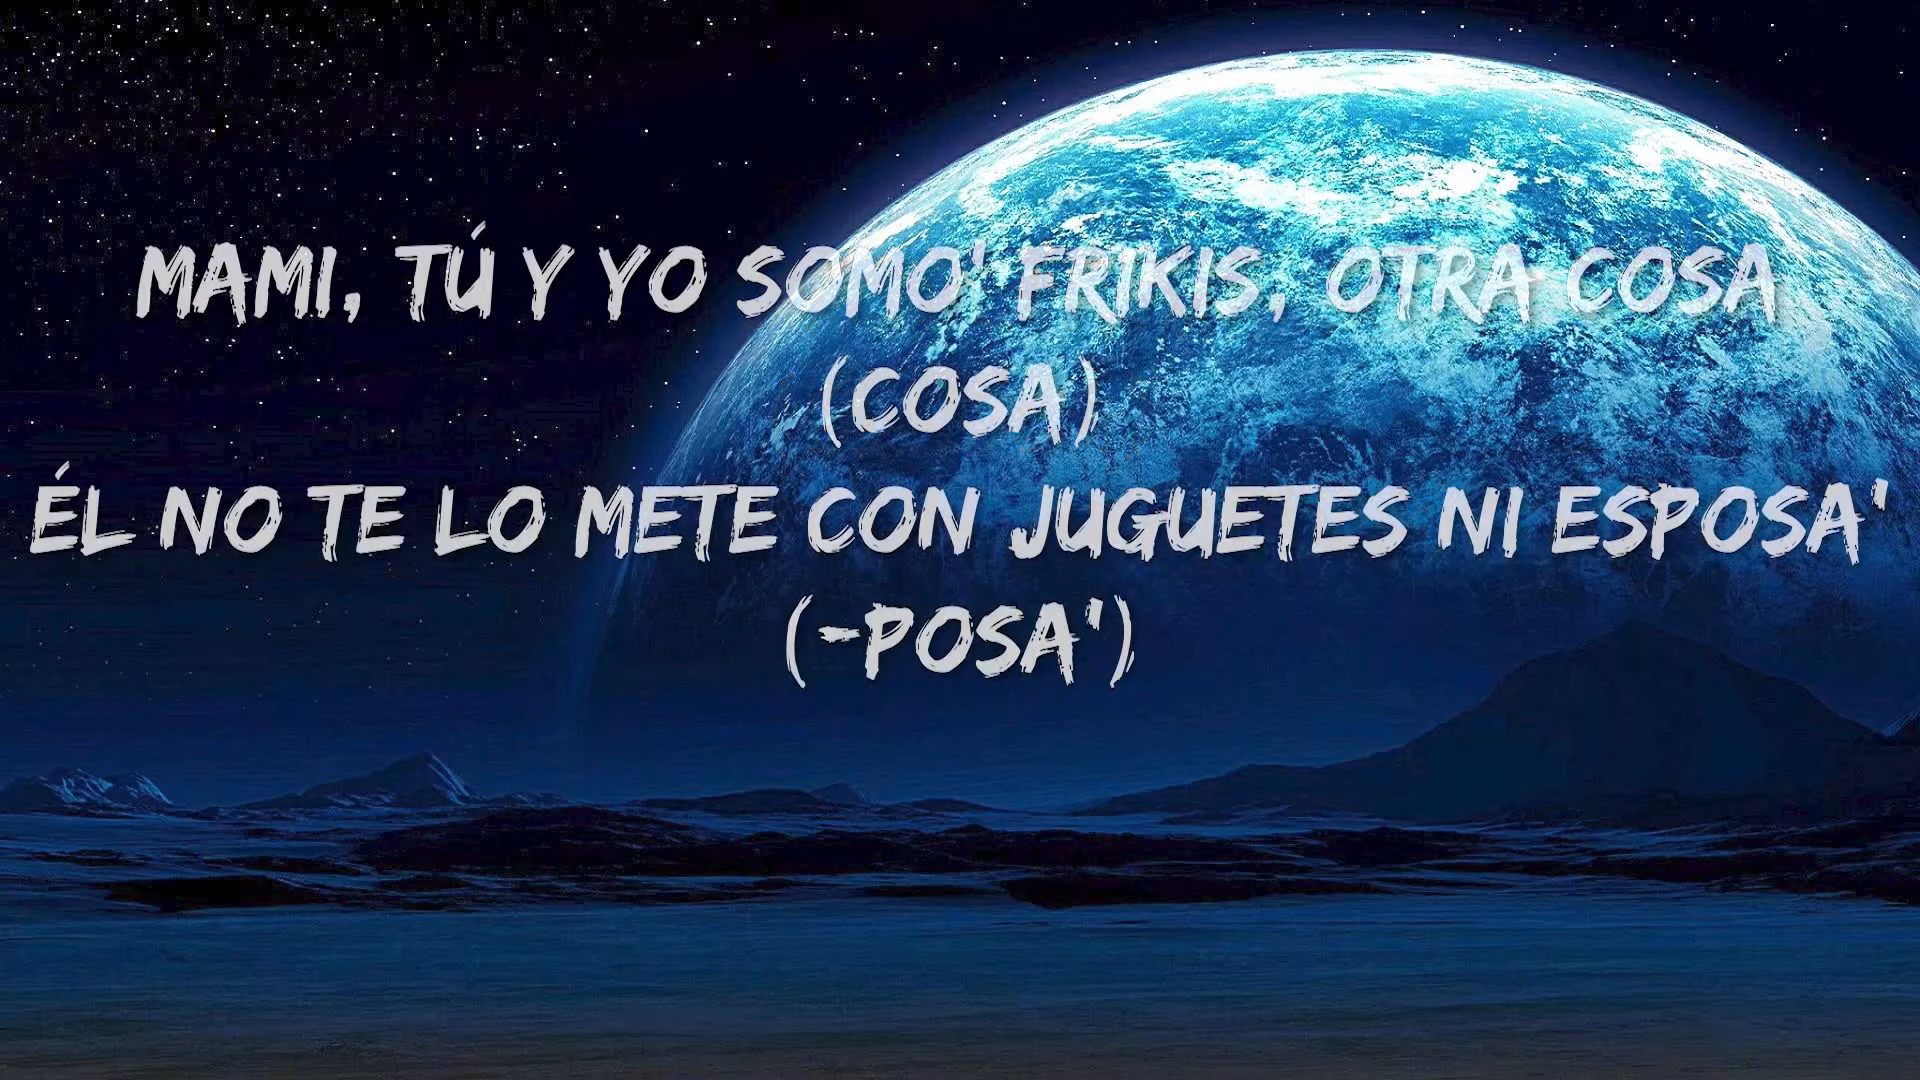 MAMI, TÚ Y YO SOMO' FRIKIS, OTRA COSA
(COSA)
ÉL NO TE LO METE CON JUGUETES NI ESPOSA'
(-POSA')